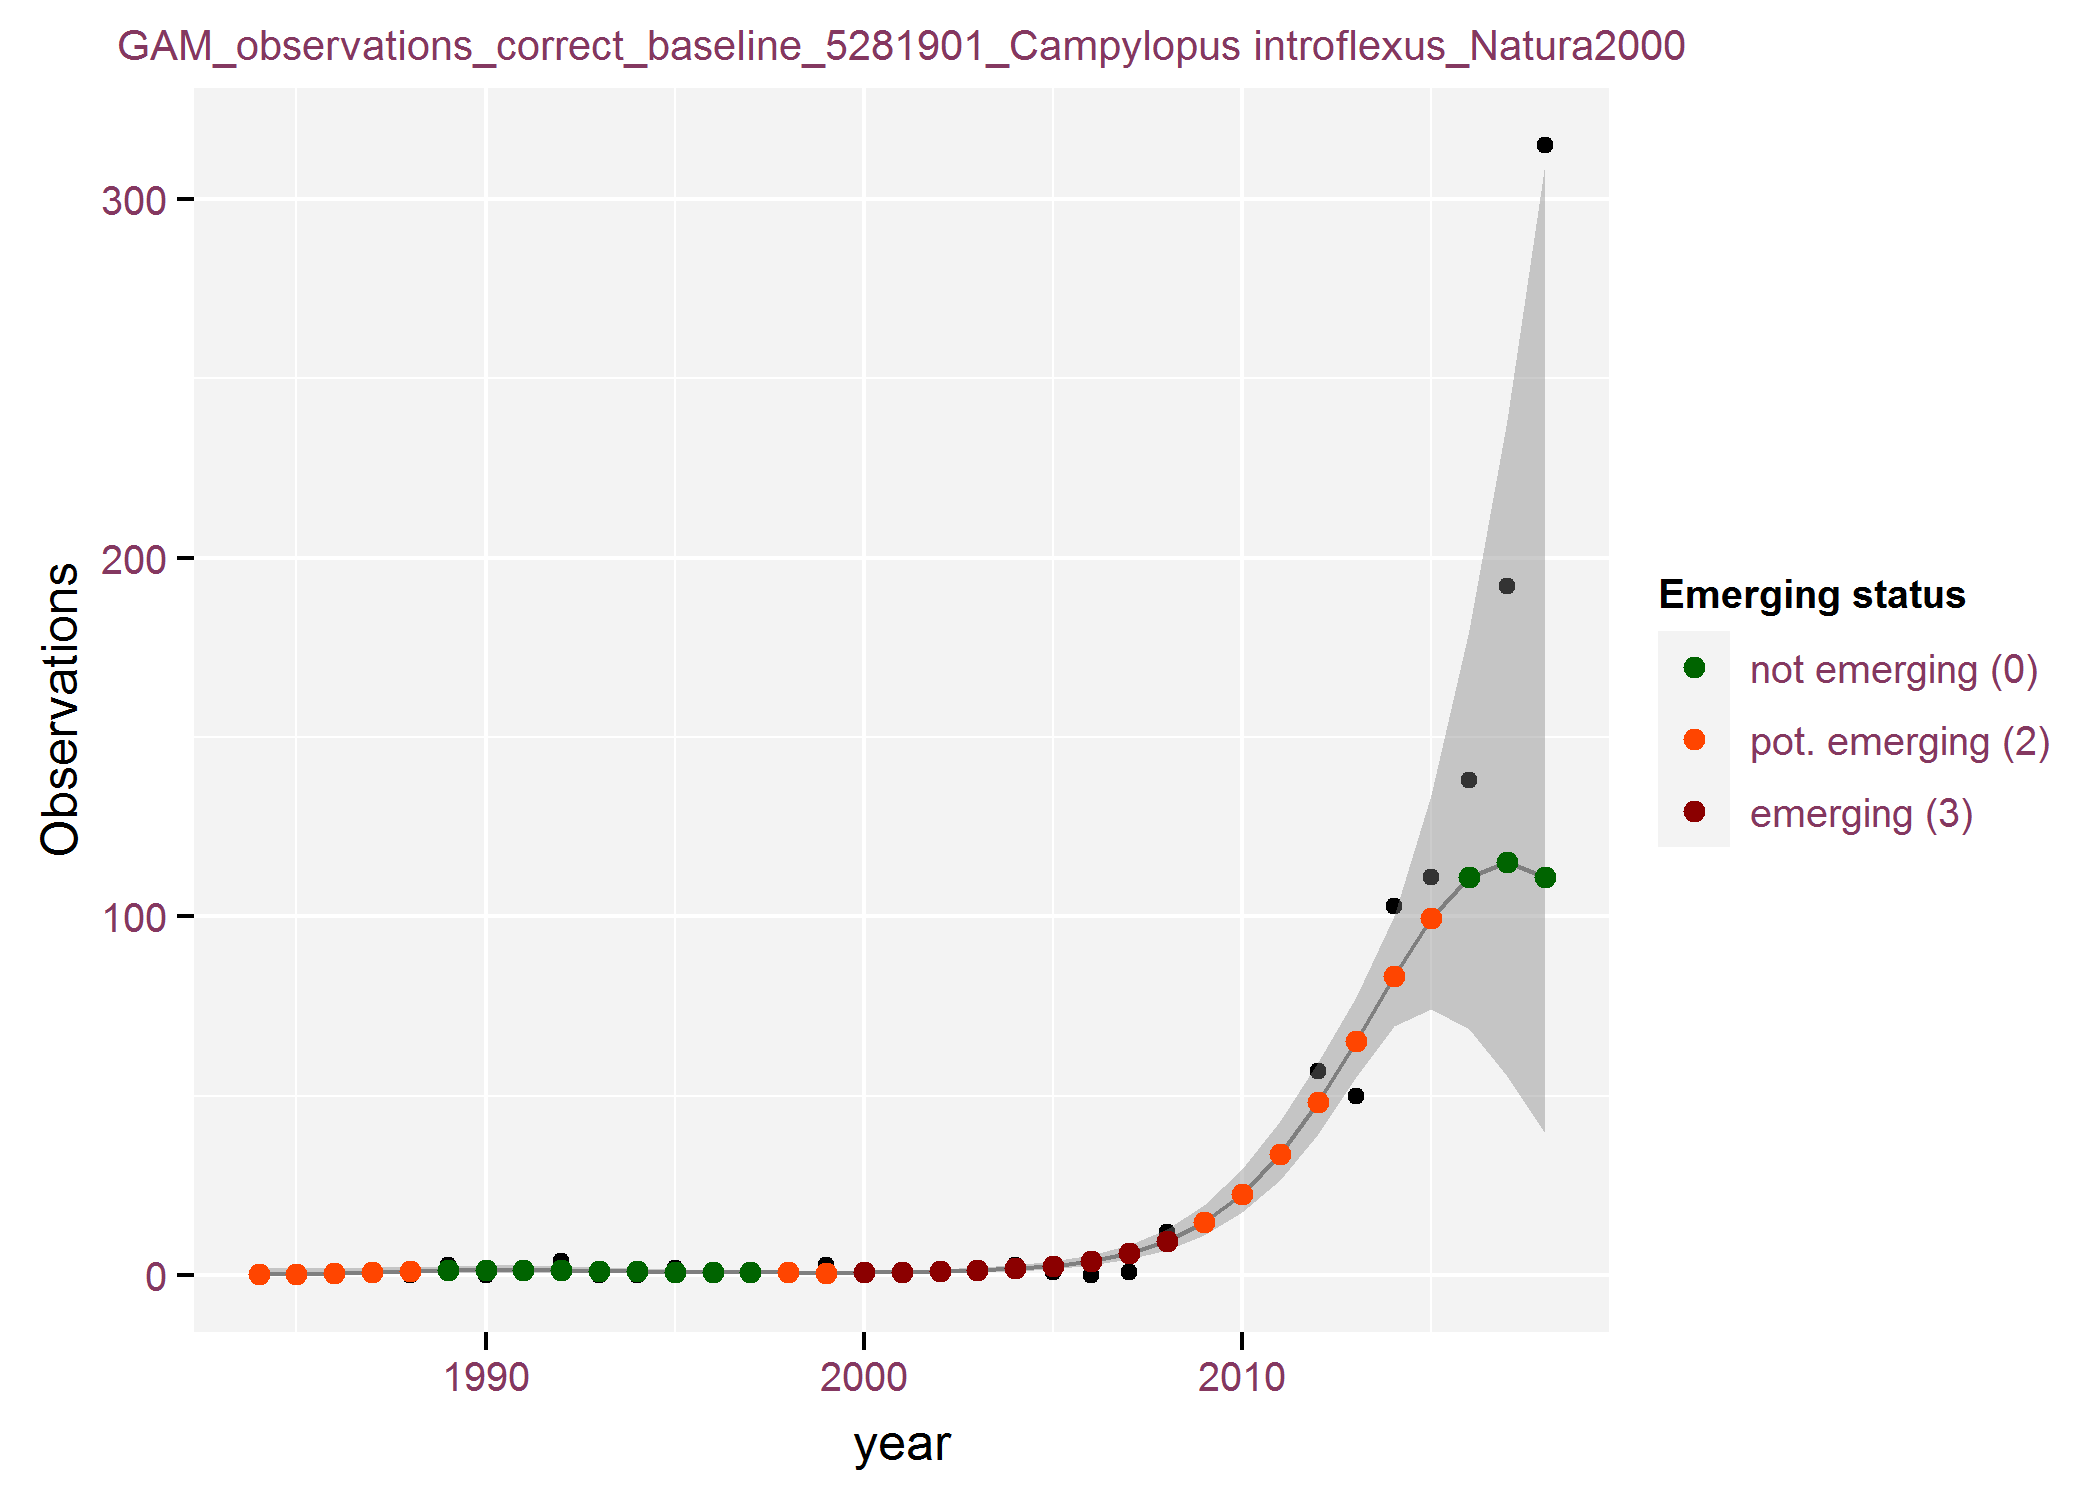 GAM_observations_correct_baseline_5281901_Campylopus introflexus_Natura2000
300
200
100
0
Observations
1990
2000
2010
year
Emerging status
not emerging (0)
pot. emerging (2)
emerging (3)